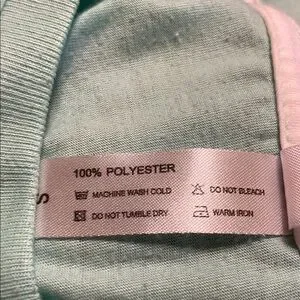 100% POLYESTER
MACHINE WASH COLD DO NOT BLEACH
DO NOT TUMBLE DRY WARM IRON
S